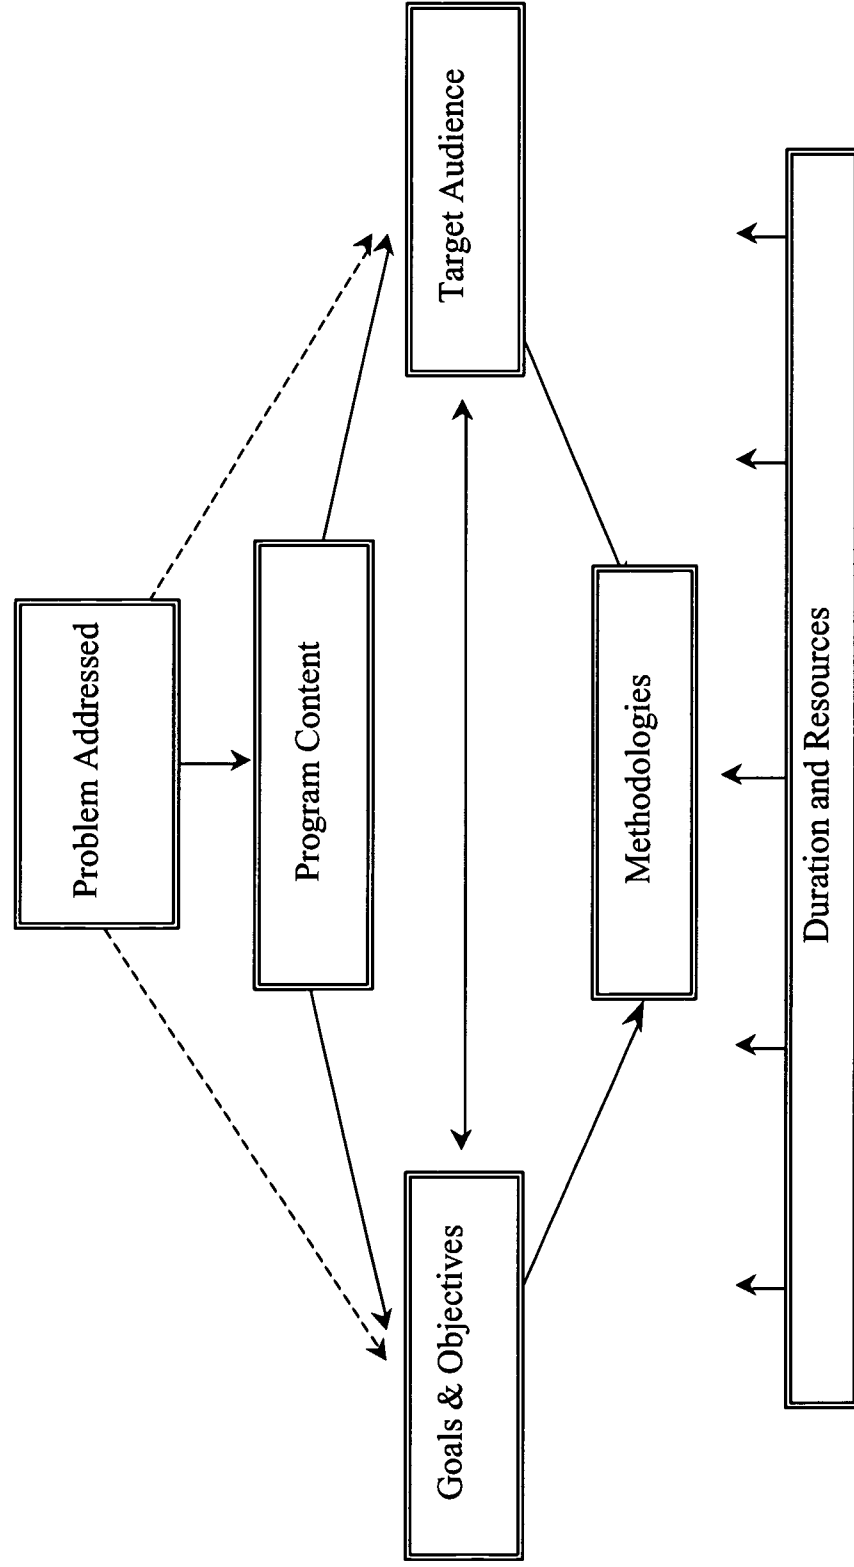 Problem Addressed
Program Content
Goals & Objectives
Target Audience
Methodologies
Duration and Resources